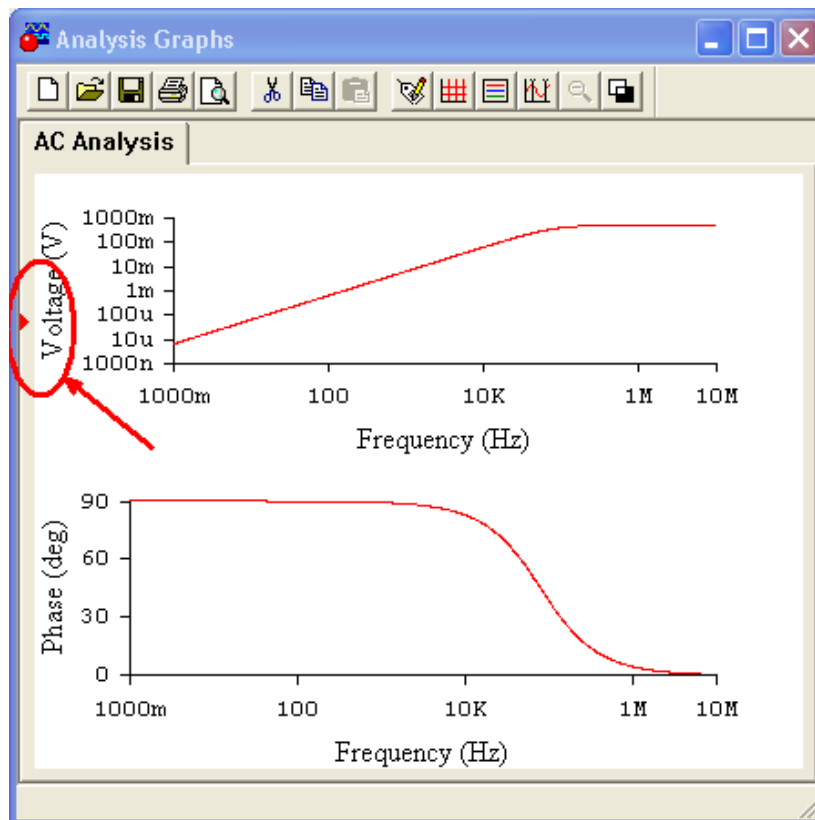 Analysis Graphs
AC Analysis
Voltage (V)
1000m
100m
10m
1m
100u
10u
1000n
1000m 100 10K 1M 10M
Frequency (Hz)
Phase (deg)
90
60
30
0
1000m 100 10K 1M 10M
Frequency (Hz)